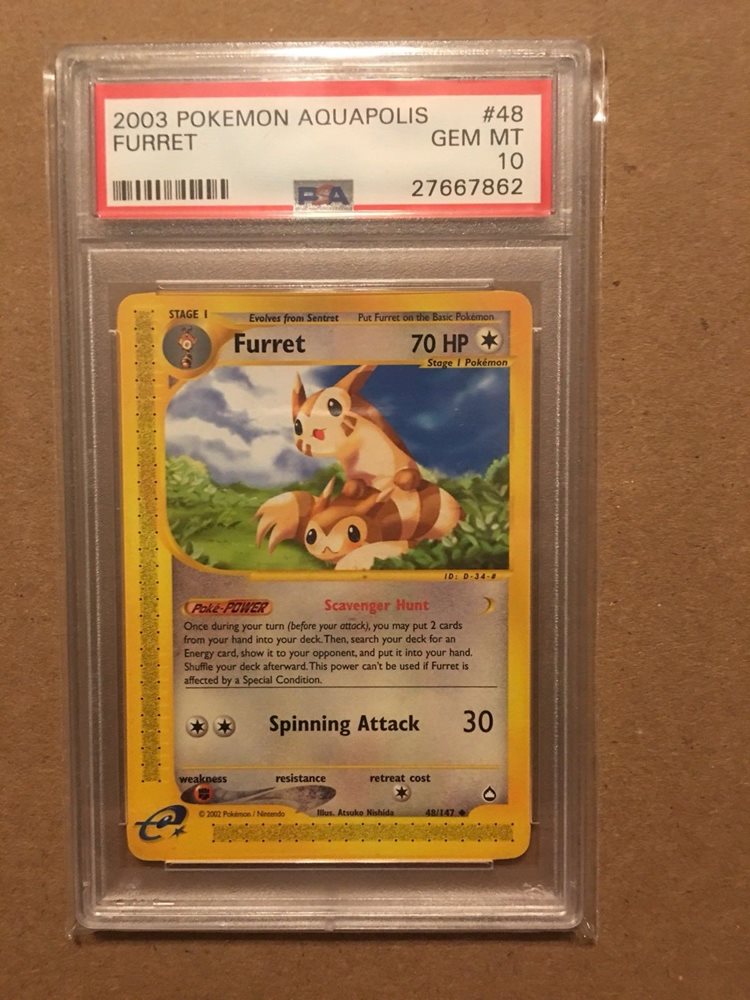 2003 POKEMON AQUAPOLIS #48
FURRET GEM MT
10
PSA 27667862
STAGE 1 Evolves from Sentret Put Furret on the Basic Pokémon
Furret 70 HP
Stage 1 Pokémon
ID: D-34-#
Poké-POWER Scavenger Hunt
Once during your turn (before your attack), you may put 2 cards
from your hand into your deck. Then, search your deck for an
Energy card, show it to your opponent, and put it into your hand.
Shuffle your deck afterward. This power can't be used if Furret is
affected by a Special Condition.
Spinning Attack 30
weakness resistance retreat cost
© 2002 Pokémon / Nintendo Illus. Atsuko Nishida 48/147
e